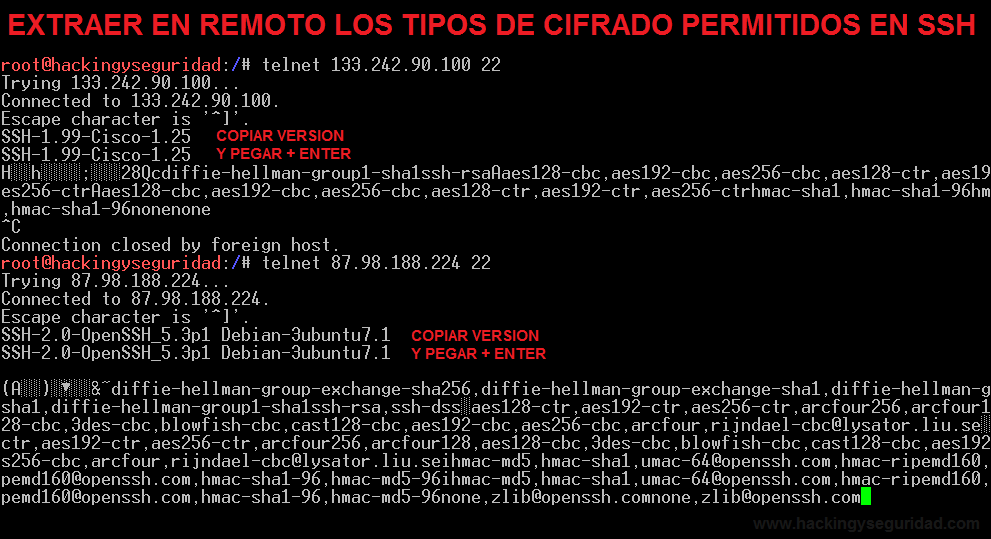 EXTRAER EN REMOTO LOS TIPOS DE CIFRADO PERMITIDOS EN SSH
root@hackingyseguridad:/# telnet 133.242.90.100 22
Trying 133.242.90.100...
Connected to 133.242.90.100.
Escape character is '^]'.
SSH-1.99-Cisco-1.25 COPIAR VERSION
SSH-1.99-Cisco-1.25 Y PEGAR + ENTER
H░░h░░░░░;░░░28Qcdiffie-hellman-group1-sha1ssh-rsaAaes128-cbc,aes192-cbc,aes256-cbc,aes128-ctr,aes19
es256-ctrAaes128-cbc,aes192-cbc,aes256-cbc,aes128-ctr,aes192-ctr,aes256-ctrhmac-sha1,hmac-sha1-96hm
,hmac-sha1-96nonenone
^C
Connection closed by foreign host.
root@hackingyseguridad:/# telnet 87.98.188.224 22
Trying 87.98.188.224...
Connected to 87.98.188.224.
Escape character is '^]'.
SSH-2.0-OpenSSH_5.3p1 Debian-3ubuntu7.1 COPIAR VERSION
SSH-2.0-OpenSSH_5.3p1 Debian-3ubuntu7.1 Y PEGAR + ENTER
(A░░)░▼░░&~diffie-hellman-group-exchange-sha256,diffie-hellman-group-exchange-sha1,diffie-hellman-g
sha1,diffie-hellman-group1-sha1ssh-rsa,ssh-dss░aes128-ctr,aes192-ctr,aes256-ctr,arcfour256,arcfour1
28-cbc,3des-cbc,blowfish-cbc,cast128-cbc,aes192-cbc,aes256-cbc,arcfour,rijndael-cbc@lysator.liu.se░
ctr,aes192-ctr,aes256-ctr,arcfour256,arcfour128,aes128-cbc,3des-cbc,blowfish-cbc,cast128-cbc,aes192
s256-cbc,arcfour,rijndael-cbc@lysator.liu.seihmac-md5,hmac-sha1,umac-64@openssh.com,hmac-ripemd160,
pemd160@openssh.com,hmac-sha1-96,hmac-md5-96ihmac-md5,hmac-sha1,umac-64@openssh.com,hmac-ripemd160,
pemd160@openssh.com,hmac-sha1-96,hmac-md5-96none,zlib@openssh.comnone,zlib@openssh.com
www.hackingyseguridad.com